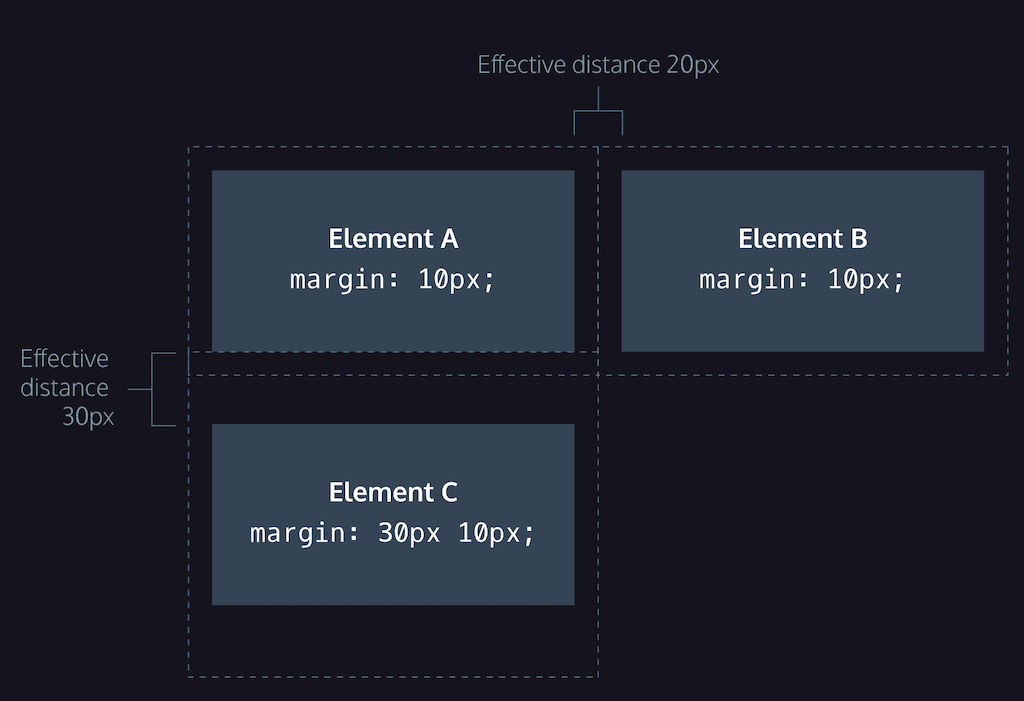 Effective distance 20px
Element A
margin: 10px;
Element B
margin: 10px;
Effective
distance
30px
Element C
margin: 30px 10px;